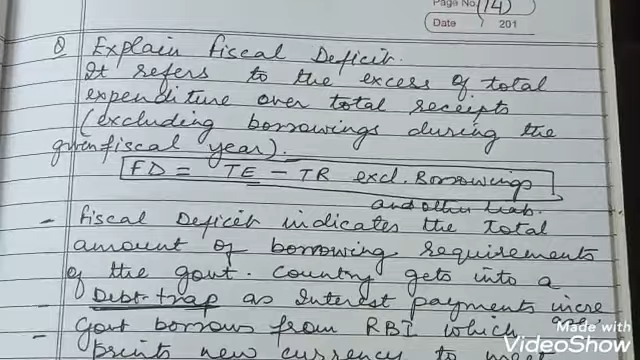 Page No. 14
Date 201
Q Explain Fiscal Deficit.
It refers to the excess of total
expenditure over total receipts
(excluding borrowings during the
given fiscal year).
FD = TE - TR excl. Borrowings
and other liab.
- Fiscal Deficit indicates the total
amount of borrowing requirements
of the govt. Country gets into a
- Debt-trap as interest payments incre
- Govt borrows from RBI which
prints new currency to meet
Made with
VideoShow